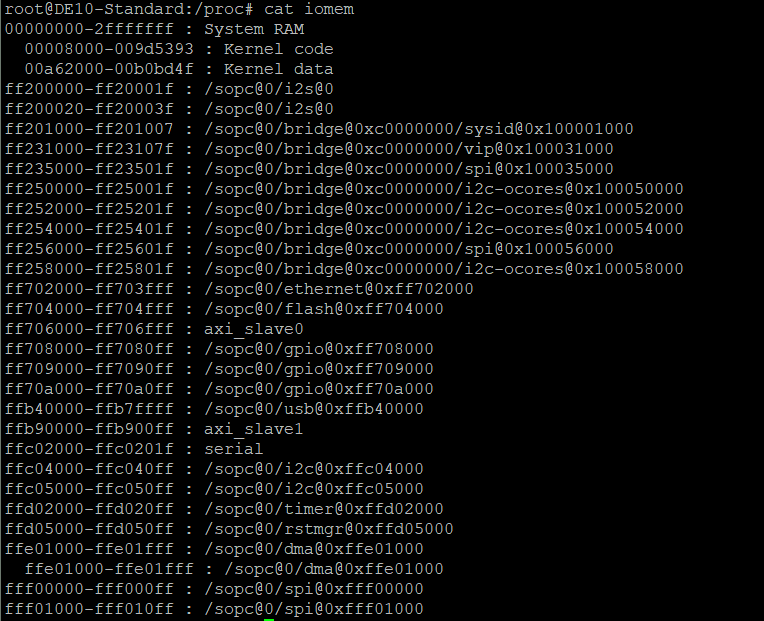 root@DE10-Standard:/proc# cat iomem
00000000-2fffffff : System RAM
  00008000-009d5393 : Kernel code
  00a62000-00b0bd4f : Kernel data
ff200000-ff20001f : /sopc@0/i2s@0
ff200020-ff20003f : /sopc@0/i2s@0
ff201000-ff201007 : /sopc@0/bridge@0xc0000000/sysid@0x100001000
ff231000-ff23107f : /sopc@0/bridge@0xc0000000/vip@0x100031000
ff235000-ff23501f : /sopc@0/bridge@0xc0000000/spi@0x100035000
ff250000-ff25001f : /sopc@0/bridge@0xc0000000/i2c-ocores@0x100050000
ff252000-ff25201f : /sopc@0/bridge@0xc0000000/i2c-ocores@0x100052000
ff254000-ff25401f : /sopc@0/bridge@0xc0000000/i2c-ocores@0x100054000
ff256000-ff25601f : /sopc@0/bridge@0xc0000000/spi@0x100056000
ff258000-ff25801f : /sopc@0/bridge@0xc0000000/i2c-ocores@0x100058000
ff702000-ff703fff : /sopc@0/ethernet@0xff702000
ff704000-ff704fff : /sopc@0/flash@0xff704000
ff706000-ff706fff : axi_slave0
ff708000-ff7080ff : /sopc@0/gpio@0xff708000
ff709000-ff7090ff : /sopc@0/gpio@0xff709000
ff70a000-ff70a0ff : /sopc@0/gpio@0xff70a000
ffb40000-ffb7ffff : /sopc@0/usb@0xffb40000
ffb90000-ffb900ff : axi_slave1
ffc02000-ffc0201f : serial
ffc04000-ffc040ff : /sopc@0/i2c@0xffc04000
ffc05000-ffc050ff : /sopc@0/i2c@0xffc05000
ffd02000-ffd020ff : /sopc@0/timer@0xffd02000
ffd05000-ffd050ff : /sopc@0/rstmgr@0xffd05000
ffe01000-ffe01fff : /sopc@0/dma@0xffe01000
  ffe01000-ffe01fff : /sopc@0/dma@0xffe01000
fff00000-fff000ff : /sopc@0/spi@0xfff00000
fff01000-fff010ff : /sopc@0/spi@0xfff01000